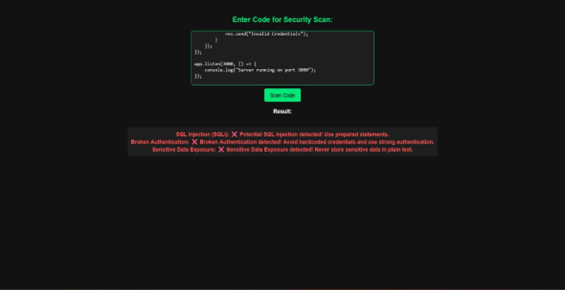 Enter Code for Security Scan:
res.send("Invalid Credentials");
}
});
});
app.listen(3000, () => {
console.log("Server running on port 3000");
});
Scan Code
Result:
SQL Injection (SQLi): ❌ Potential SQL Injection detected! Use prepared statements.
Broken Authentication: ❌ Broken Authentication detected! Avoid hardcoded credentials and use strong authentication.
Sensitive Data Exposure: ❌ Sensitive Data Exposure detected! Never store sensitive data in plain text.